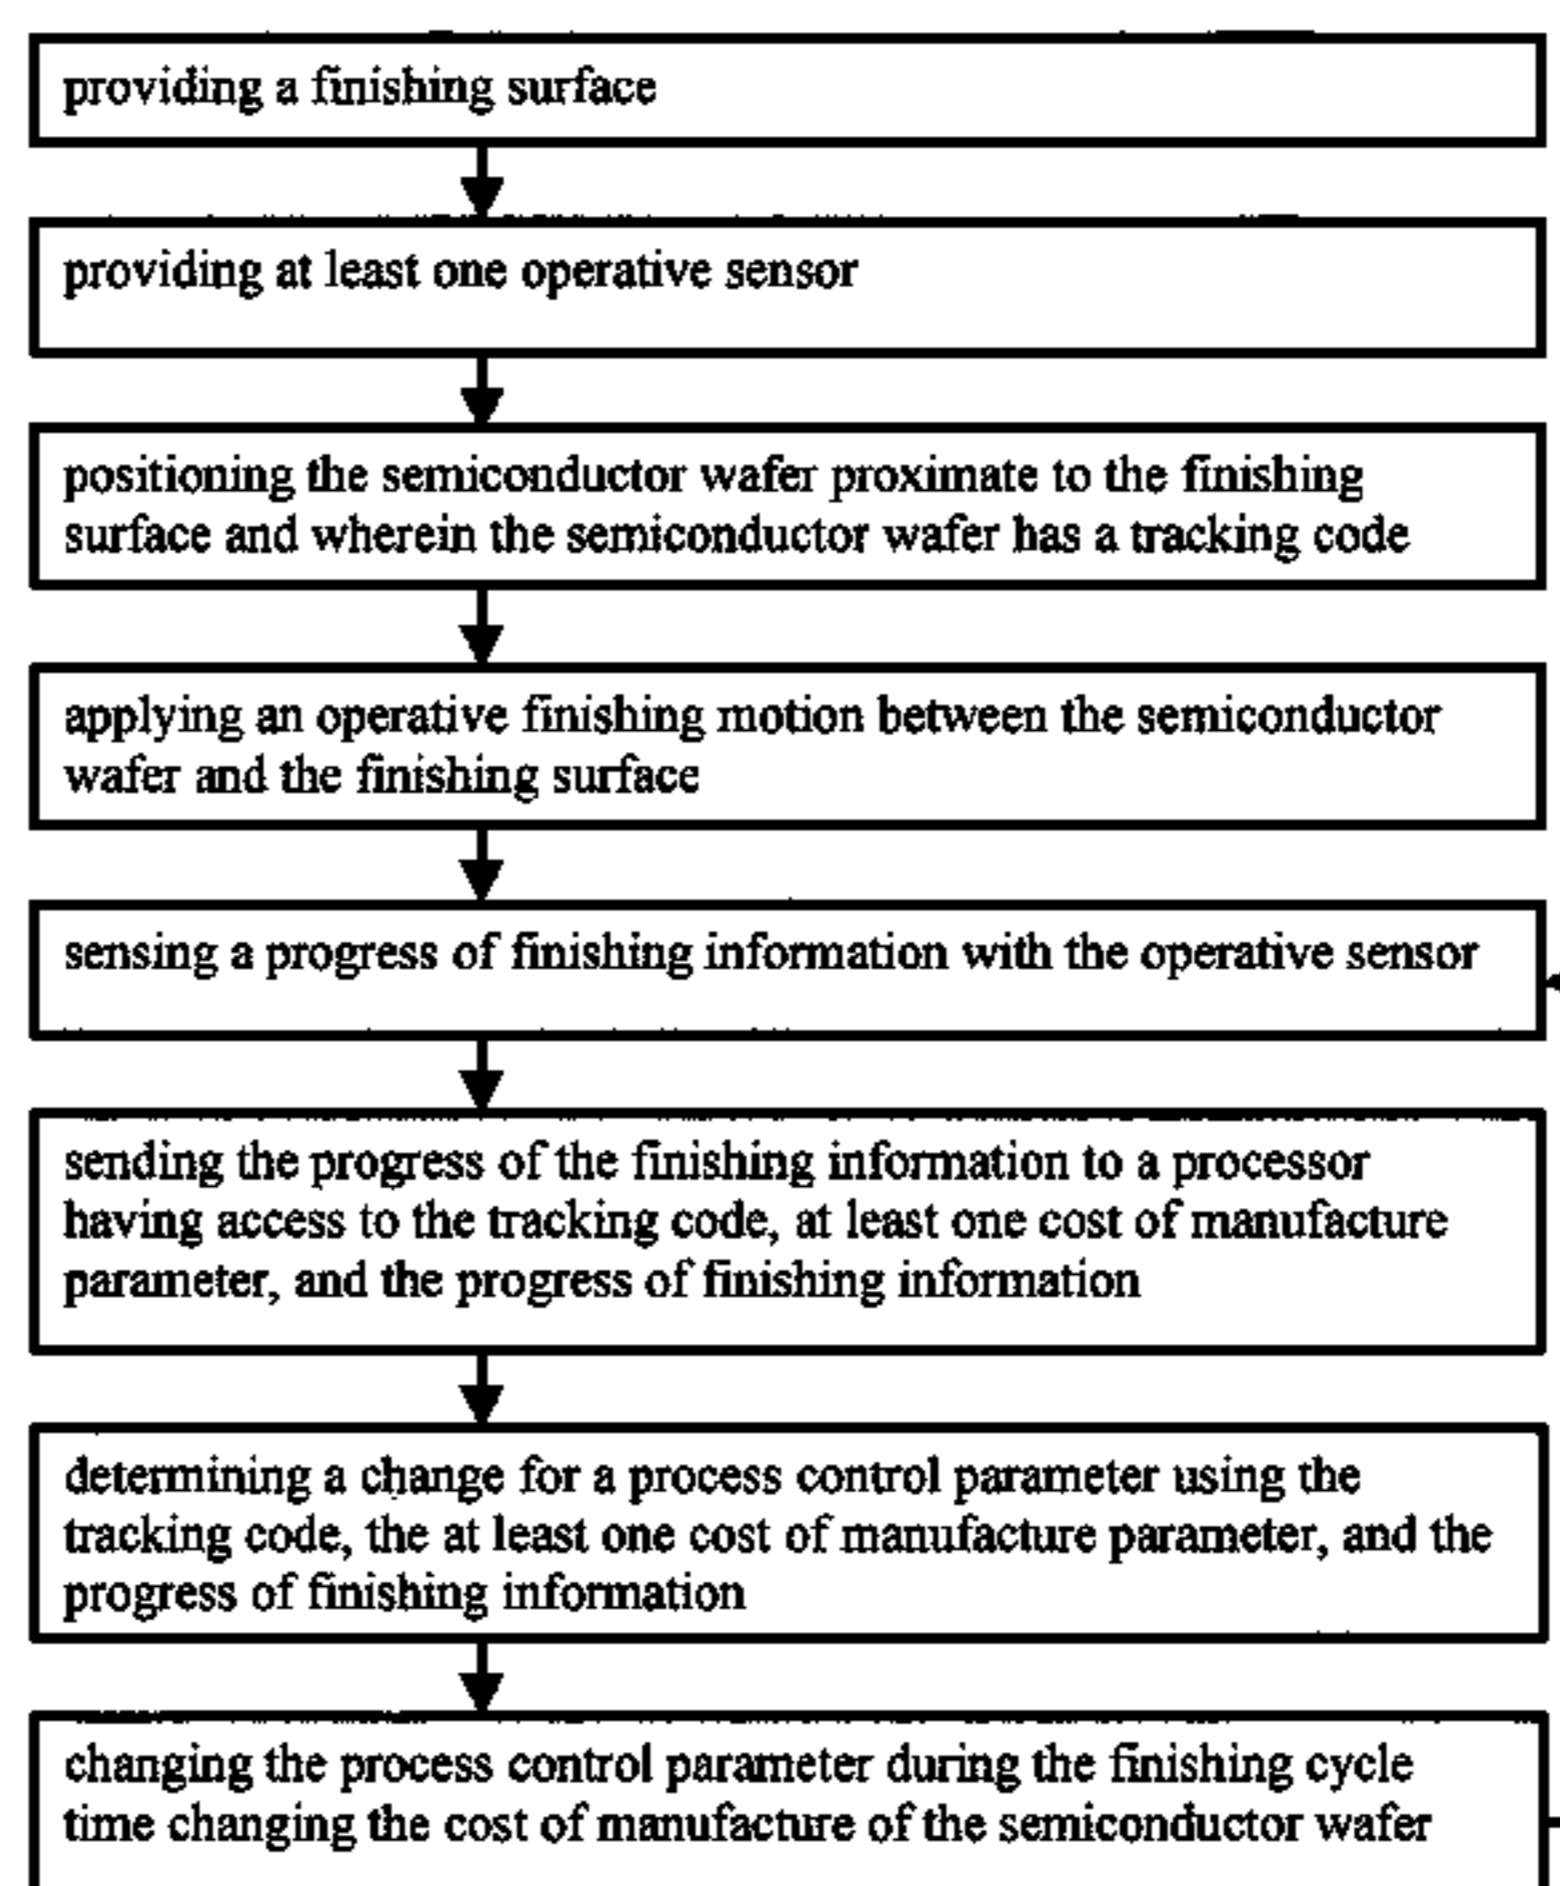 providing a finishing surface
providing at least one operative sensor
positioning the semiconductor wafer proximate to the finishing
surface and wherein the semiconductor wafer has a tracking code
applying an operative finishing motion between the semiconductor
wafer and the finishing surface
sensing a progress of finishing information with the operative sensor
sending the progress of the finishing information to a processor
having access to the tracking code, at least one cost of manufacture
parameter, and the progress of finishing information
determining a change for a process control parameter using the
tracking code, the at least one cost of manufacture parameter, and the
progress of finishing information
changing the process control parameter during the finishing cycle
time changing the cost of manufacture of the semiconductor wafer